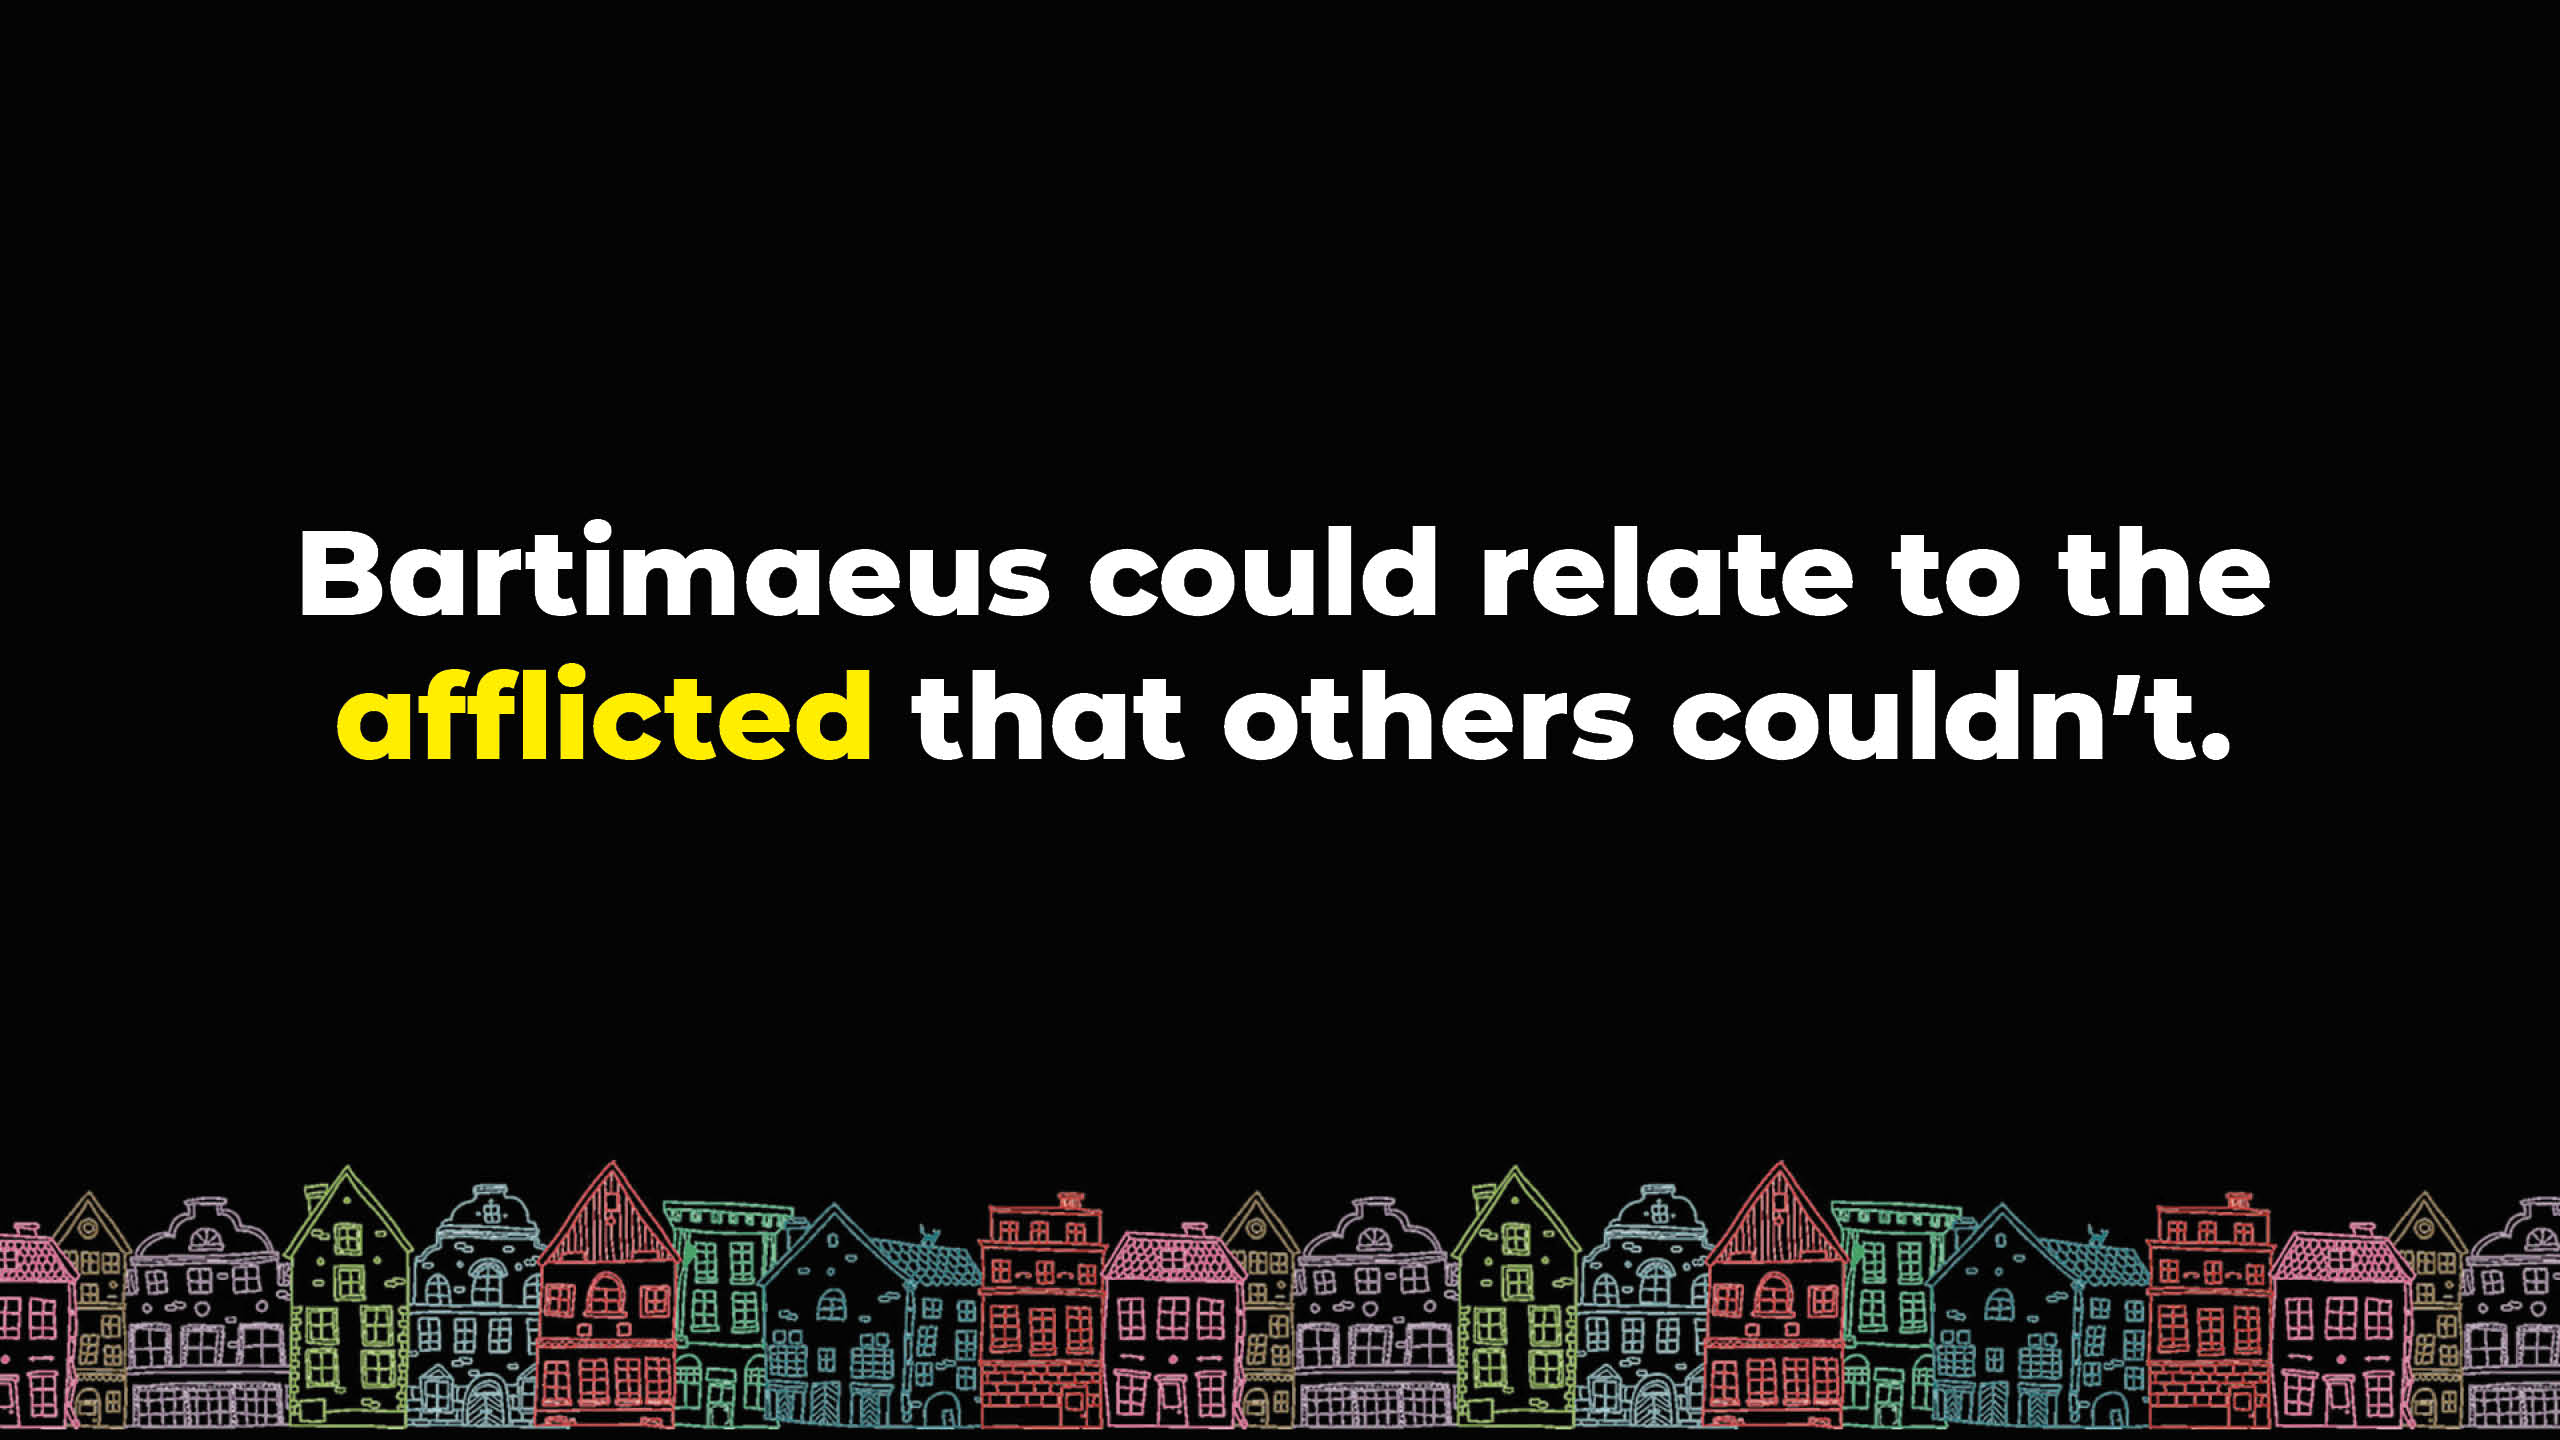 Bartimaeus could relate to the
afflicted that others couldn’t.